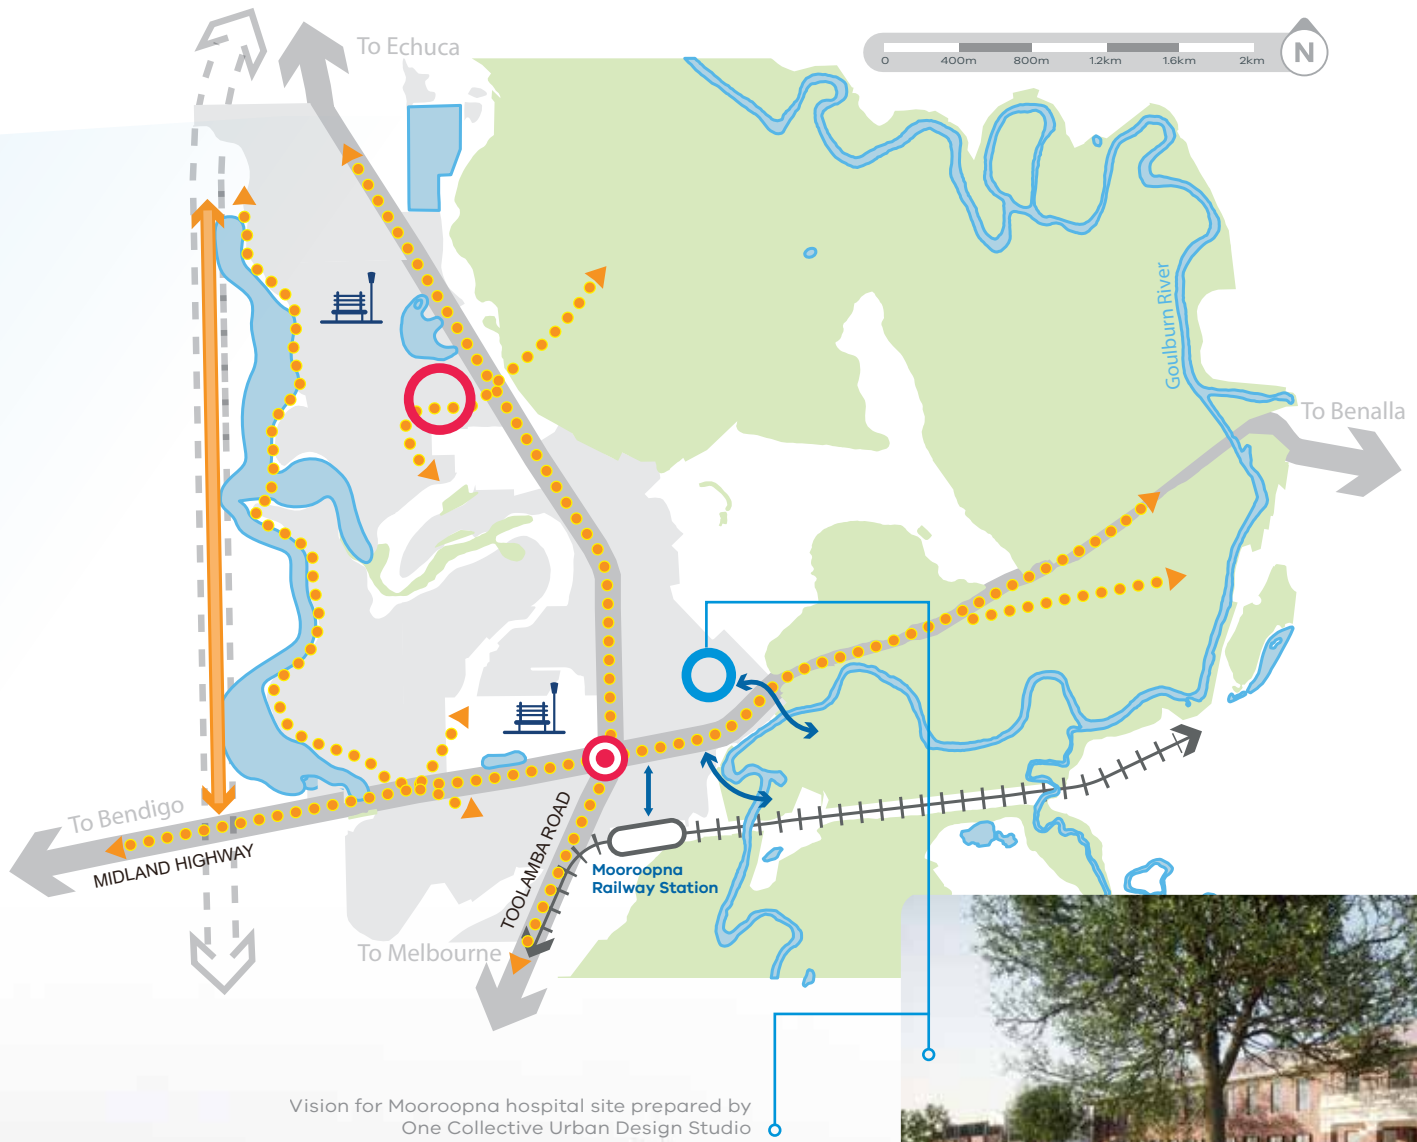 To Echuca
0 400m 800m 1.2km 1.6km 2km
N
Goulburn River
To Benalla
To Bendigo
MIDLAND HIGHWAY
TOOLAMBA ROAD
Mooroopna
Railway Station
To Melbourne
Vision for Mooroopna hospital site prepared by
One Collective Urban Design Studio